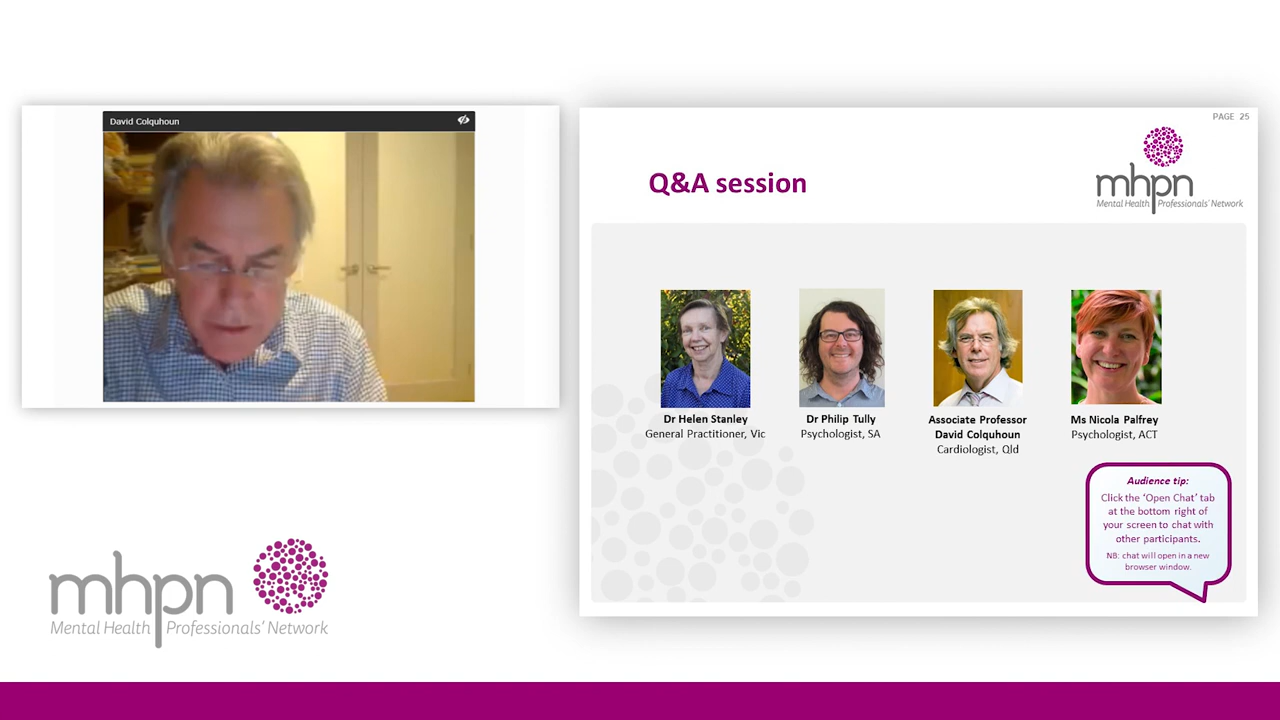 David Colquhoun
PAGE 25
Q&A session
mhpn
Mental Health Professionals' Network
Dr Helen Stanley
General Practitioner, Vic
Dr Philip Tully
Psychologist, SA
Associate Professor
David Colquhoun
Cardiologist, Qld
Ms Nicola Palfrey
Psychologist, ACT
Audience tip:
Click the 'Open Chat' tab
at the bottom right of
your screen to chat with
other participants.
NB: chat will open in a new
browser window.
mhpn
Mental Health Professionals' Network